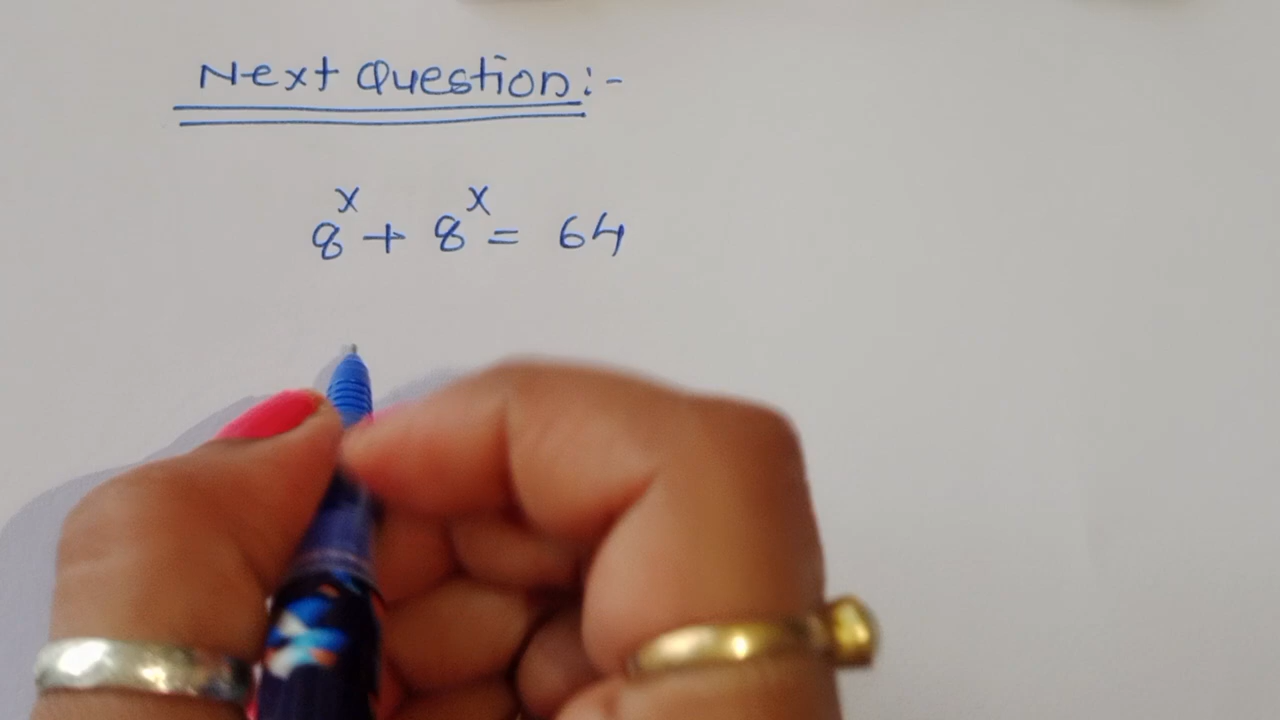 Next Question:-
8^x + 8^x = 64